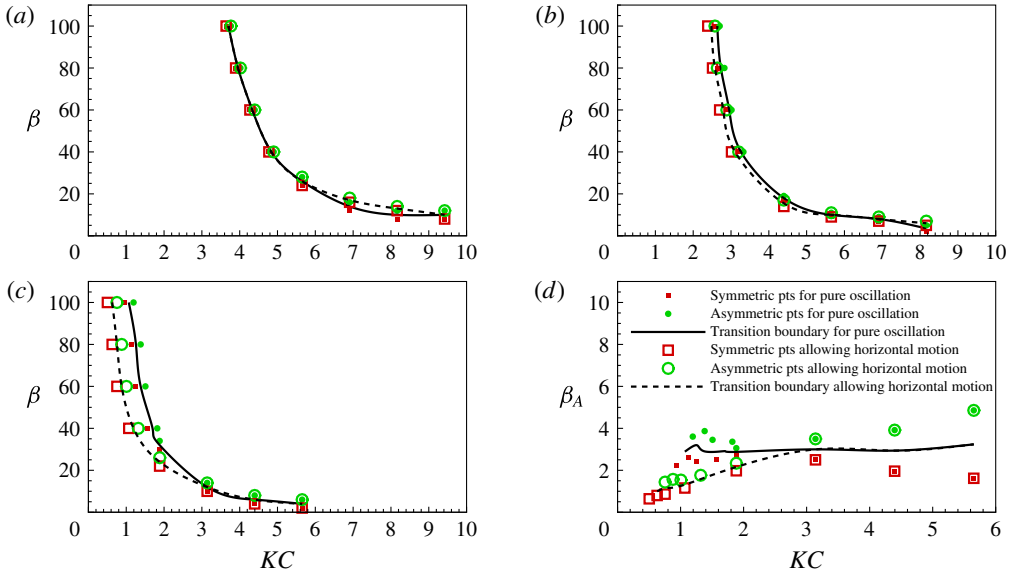 (a)
100
80
60
β
40
20
0
1 2 3 4 5 6 7 8 9 10
(b)
100
80
60
β
40
20
0
1 2 3 4 5 6 7 8 9 10
(c)
100
80
60
β
40
20
0
1 2 3 4 5 6 7 8 9 10
KC
(d)
10
8
6
β_A
4
2
0
1 2 3 4 5 6
KC
Symmetric pts for pure oscillation
Asymmetric pts for pure oscillation
Transition boundary for pure oscillation
Symmetric pts allowing horizontal motion
Asymmetric pts allowing horizontal motion
Transition boundary allowing horizontal motion